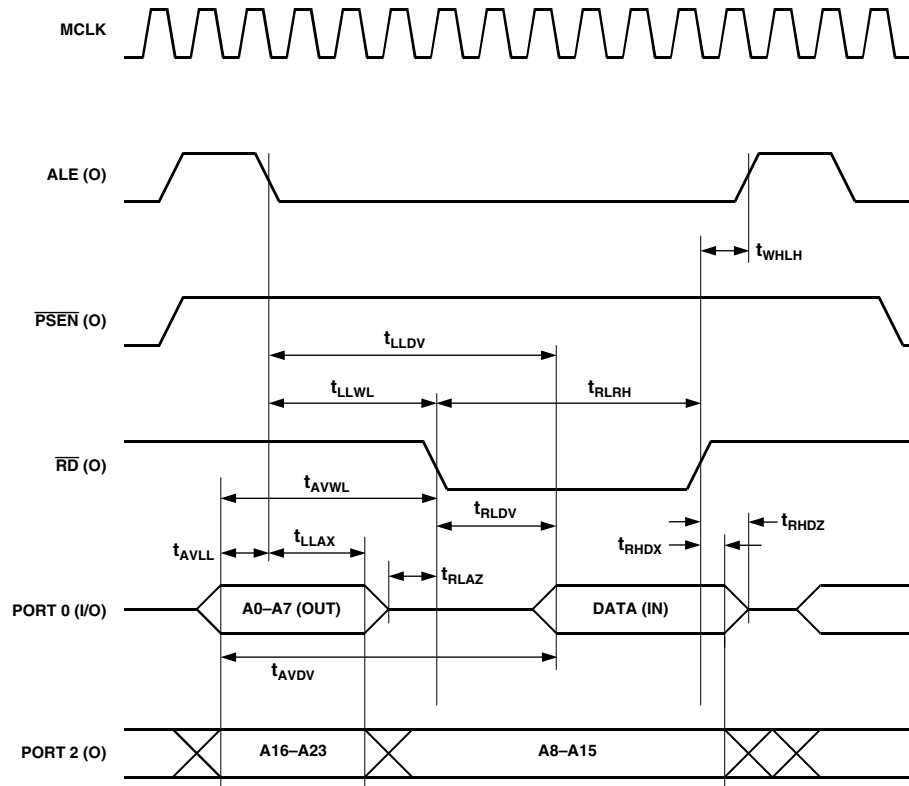 MCLK
ALE (O)
tWHLH
PSEN (O)
tLLDV
tLLWL
tRLRH
RD (O)
tAVWL
tRLDV
tRHDZ
tAVLL
tLLAX
tRHDX
tRLAZ
PORT 0 (I/O)
A0–A7 (OUT)
DATA (IN)
tAVDV
PORT 2 (O)
A16–A23
A8–A15